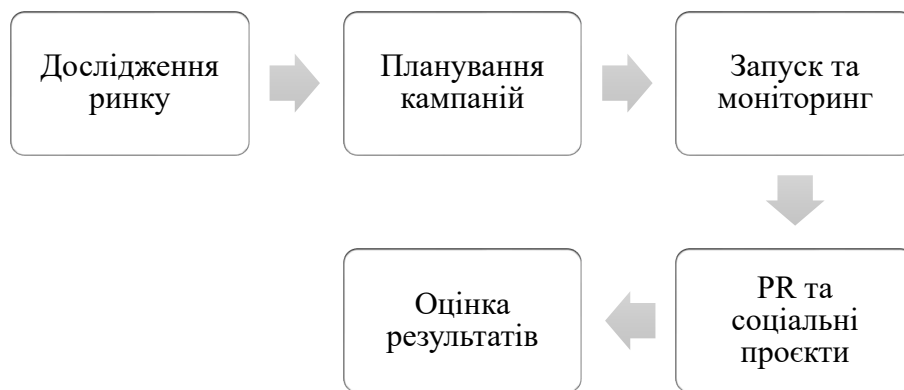 Дослідження
ринку
Планування
кампаній
Запуск та
моніторинг
PR та
соціальні
проєкти
Оцінка
результатів